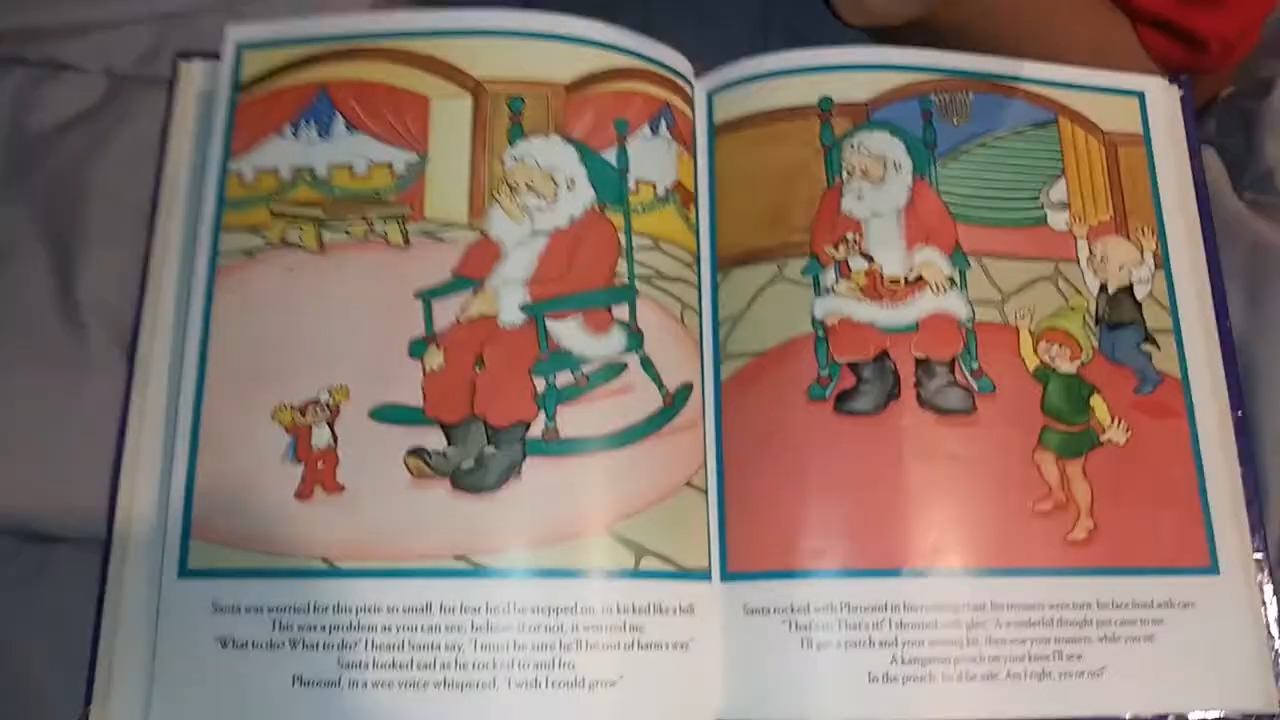 Santa was worried for this pixie so small, for fear he'd be stepped on, or kicked like a ball.
This was a problem as you can see; believe it or not, it worried me.
"What to do? What to do?" I heard Santa say, "I must be sure he'll be out of harm's way."
Santa looked sad as he rocked to and fro.
Phroomf, in a wee voice whispered, "I wish I could grow."
Santa rocked with Phroomf in his rocking chair, his trousers were torn, his face lined with care.
"That's it! That's it!" I shouted with glee, "A wonderful thought just came to me.
I'll get a patch and your sewing kit, then sew your trousers, while you sit.
A kangaroo pouch on your knee I'll sew.
In the pouch, he'd be safe. Am I right, yes or no?"